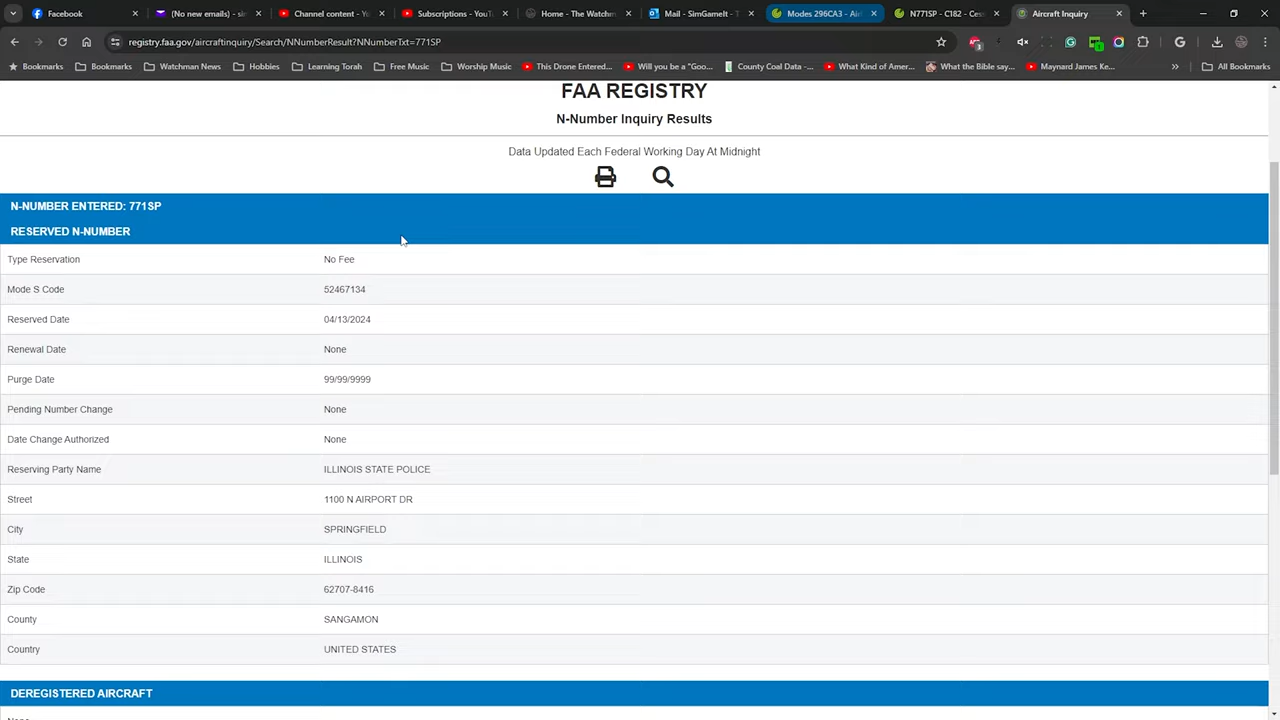 Facebook
(No new emails) - sir
Channel content - You
Subscriptions - YouTu
Home - The Watchm
Mail - SimGameIt - T
Modes 296CA3 - Air
N771SP - C182 - Ces
Aircraft Inquiry
registry.faa.gov/aircraftinquiry/Search/NNumberResult?NNumberTxt=771SP
Bookmarks
Bookmarks
Watchman News
Hobbies
Learning Torah
Free Music
Worship Music
This Drone Entered...
Will you be a "Goo...
County Coal Data -...
What Kind of Amer...
What the Bible say...
Maynard James Ke...
»
All Bookmarks
FAA REGISTRY
N-Number Inquiry Results
Data Updated Each Federal Working Day At Midnight
N-NUMBER ENTERED: 771SP
RESERVED N-NUMBER
Type Reservation No Fee
Mode S Code 52467134
Reserved Date 04/13/2024
Renewal Date None
Purge Date 99/99/9999
Pending Number Change None
Date Change Authorized None
Reserving Party Name ILLINOIS STATE POLICE
Street 1100 N AIRPORT DR
City SPRINGFIELD
State ILLINOIS
Zip Code 62707-8416
County SANGAMON
Country UNITED STATES
DEREGISTERED AIRCRAFT